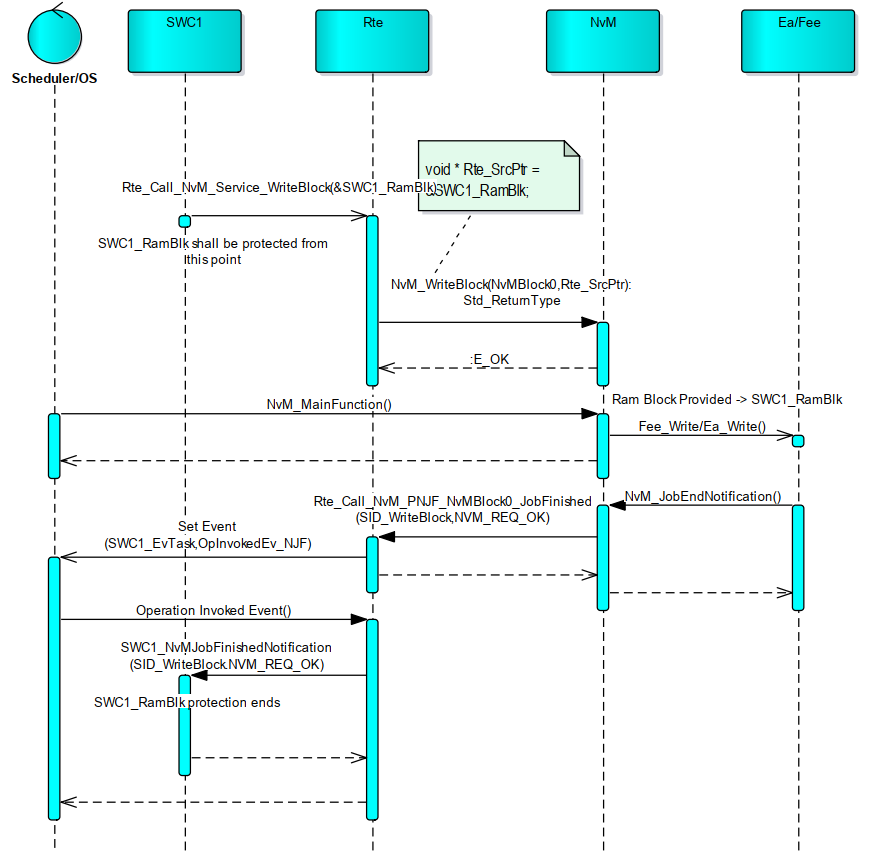 SWC1
Rte
NvM
Ea/Fee
Scheduler/OS
void * Rte_SrcPtr =
&SWC1_RamBlk;
Rte_Call_NvM_Service_WriteBlock(&SWC1_RamBlk)
SWC1_RamBlk shall be protected from
this point
NvM_WriteBlock(NvMBlock0,Rte_SrcPtr):
Std_ReturnType
:E_OK
Ram Block Provided -> SWC1_RamBlk
NvM_MainFunction()
Fee_Write/Ea_Write()
NvM_JobEndNotification()
Rte_Call_NvM_PNJF_NvMBlock0_JobFinished
(SID_WriteBlock,NVM_REQ_OK)
Set Event
(SWC1_EvTask,OpInvokedEv_NJF)
Operation Invoked Event()
SWC1_NvMJobFinishedNotification
(SID_WriteBlock.NVM_REQ_OK)
SWC1_RamBlk protection ends